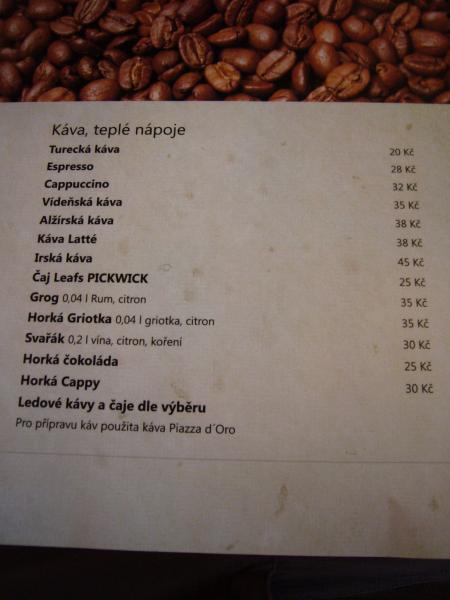 Káva, teplé nápoje
Turecká káva 20 Kč
Espresso 28 Kč
Cappuccino 32 Kč
Vídeňská káva 35 Kč
Alžírská káva 38 Kč
Káva Latté 38 Kč
Irská káva 45 Kč
Čaj Leafs PICKWICK 25 Kč
Grog 0,04 l Rum, citron 35 Kč
Horká Griotka 0,04 l griotka, citron 35 Kč
Svařák 0,2 l vína, citron, koření 30 Kč
Horká čokoláda 25 Kč
Horká Cappy 30 Kč
Ledové kávy a čaje dle výběru
Pro přípravu káv použita káva Piazza d´Oro